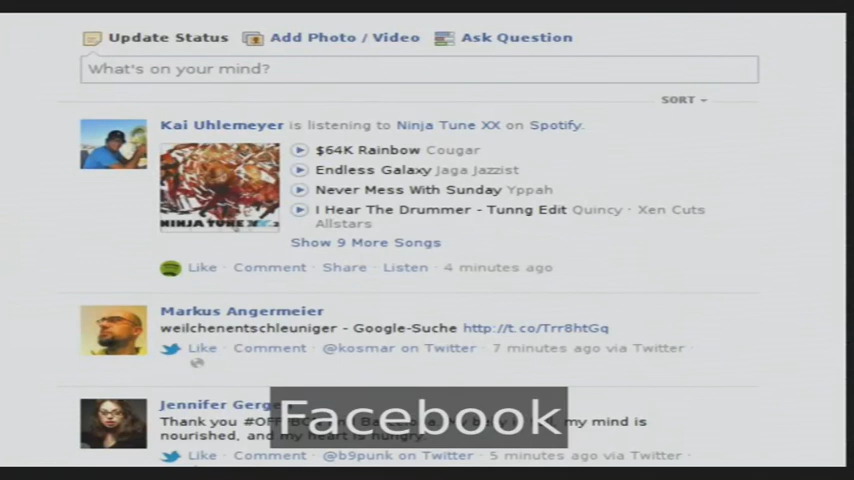 Update Status Add Photo / Video Ask Question
What's on your mind?
SORT
Kai Uhlemeyer is listening to Ninja Tune XX on Spotify.
$64K Rainbow Cougar
Endless Galaxy Jaga Jazzist
Never Mess With Sunday Yppah
I Hear The Drummer - Tunng Edit Quincy · Xen Cuts
Allstars
NINJA TUNE XX
Show 9 More Songs
Like · Comment · Share · Listen · 4 minutes ago
Markus Angermeier
weilchenentschleuniger - Google-Suche http://t.co/Trr8htGq
Like · Comment · @kosmar on Twitter · 7 minutes ago via Twitter ·
Jennifer
Thank you my mind is
nourished, and my heart is hungry.
Facebook
Like · Comment · @b9punk on Twitter · 5 minutes ago via Twitter ·